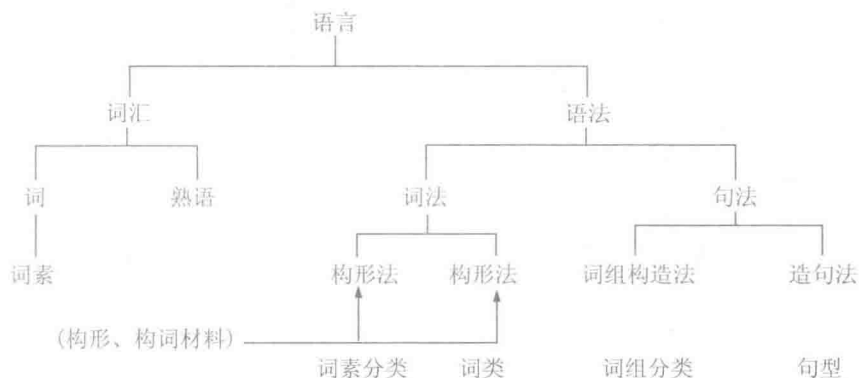 语言
词汇 语法
词 熟语 词法 句法
词素 构形法 构形法 词组构造法 造句法
(构形、构词材料)
词素分类 词类 词组分类 句型